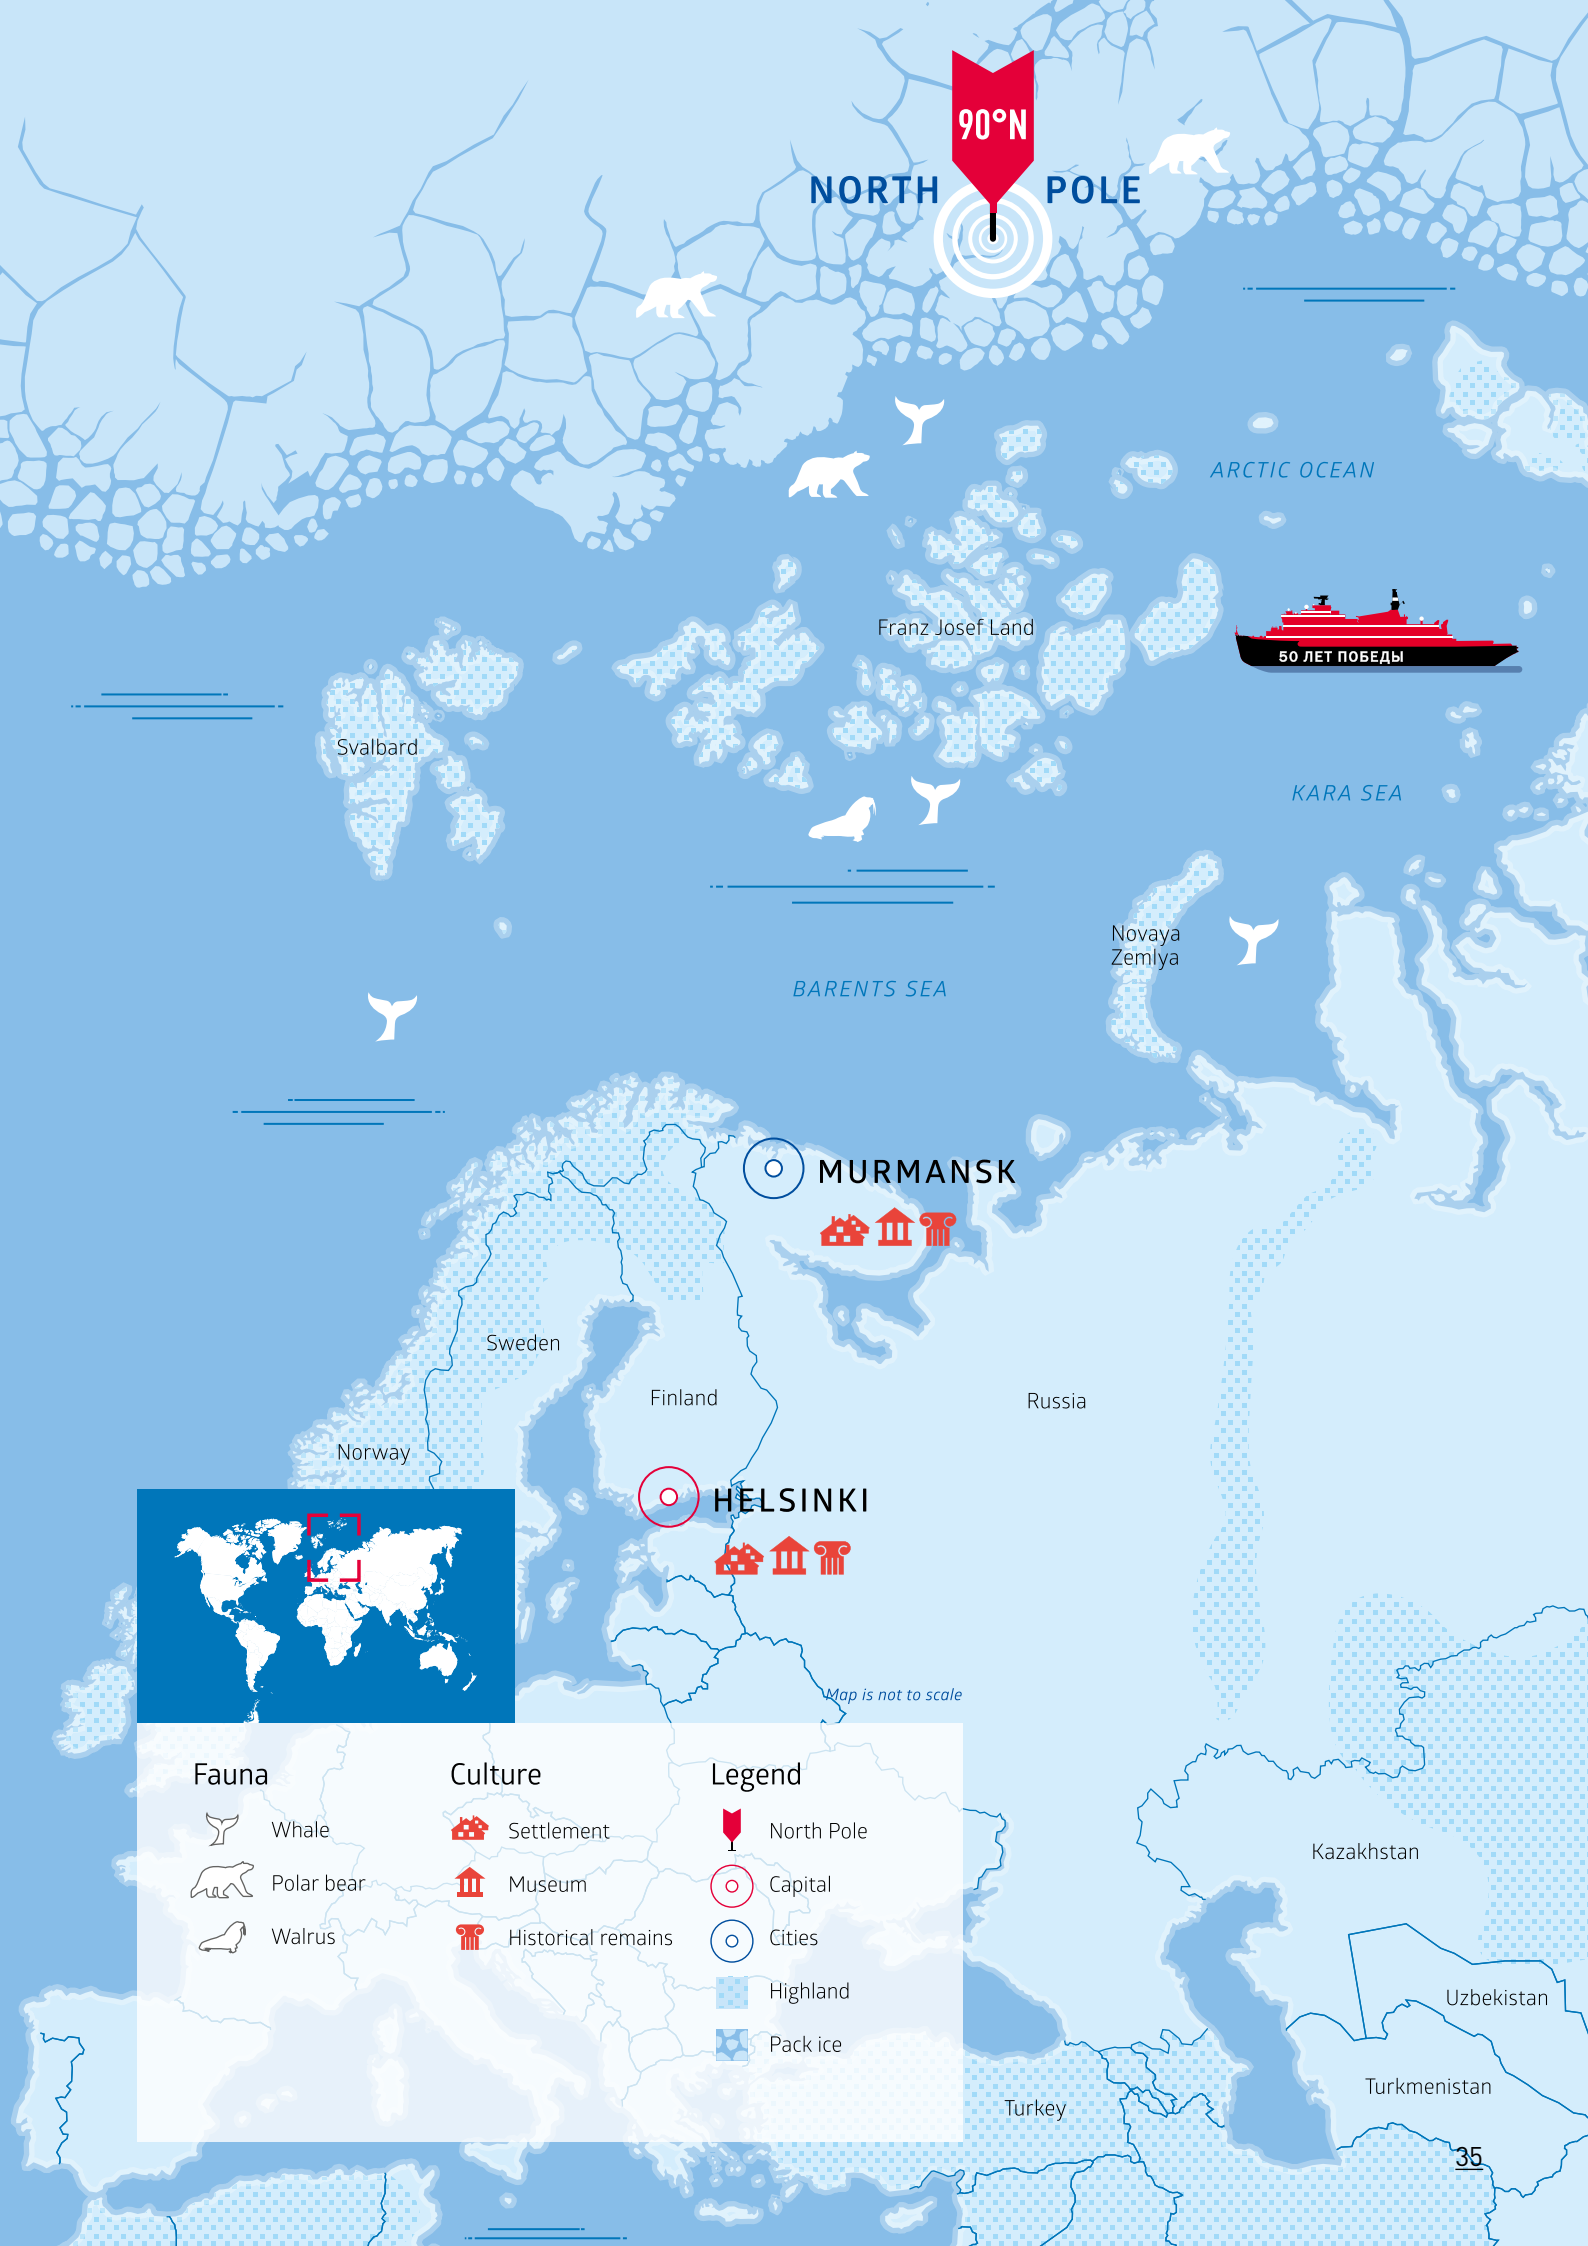 90°N
NORTH POLE
ARCTIC OCEAN
Franz Josef Land
50 ЛЕТ ПОБЕДЫ
Svalbard
KARA SEA
Novaya
Zemlya
BARENTS SEA
MURMANSK
Sweden
Finland
Russia
Norway
HELSINKI
Map is not to scale
Fauna
Whale
Polar bear
Walrus
Culture
Settlement
Museum
Historical remains
Legend
North Pole
Capital
Cities
Highland
Pack ice
Kazakhstan
Uzbekistan
Turkmenistan
Turkey
35